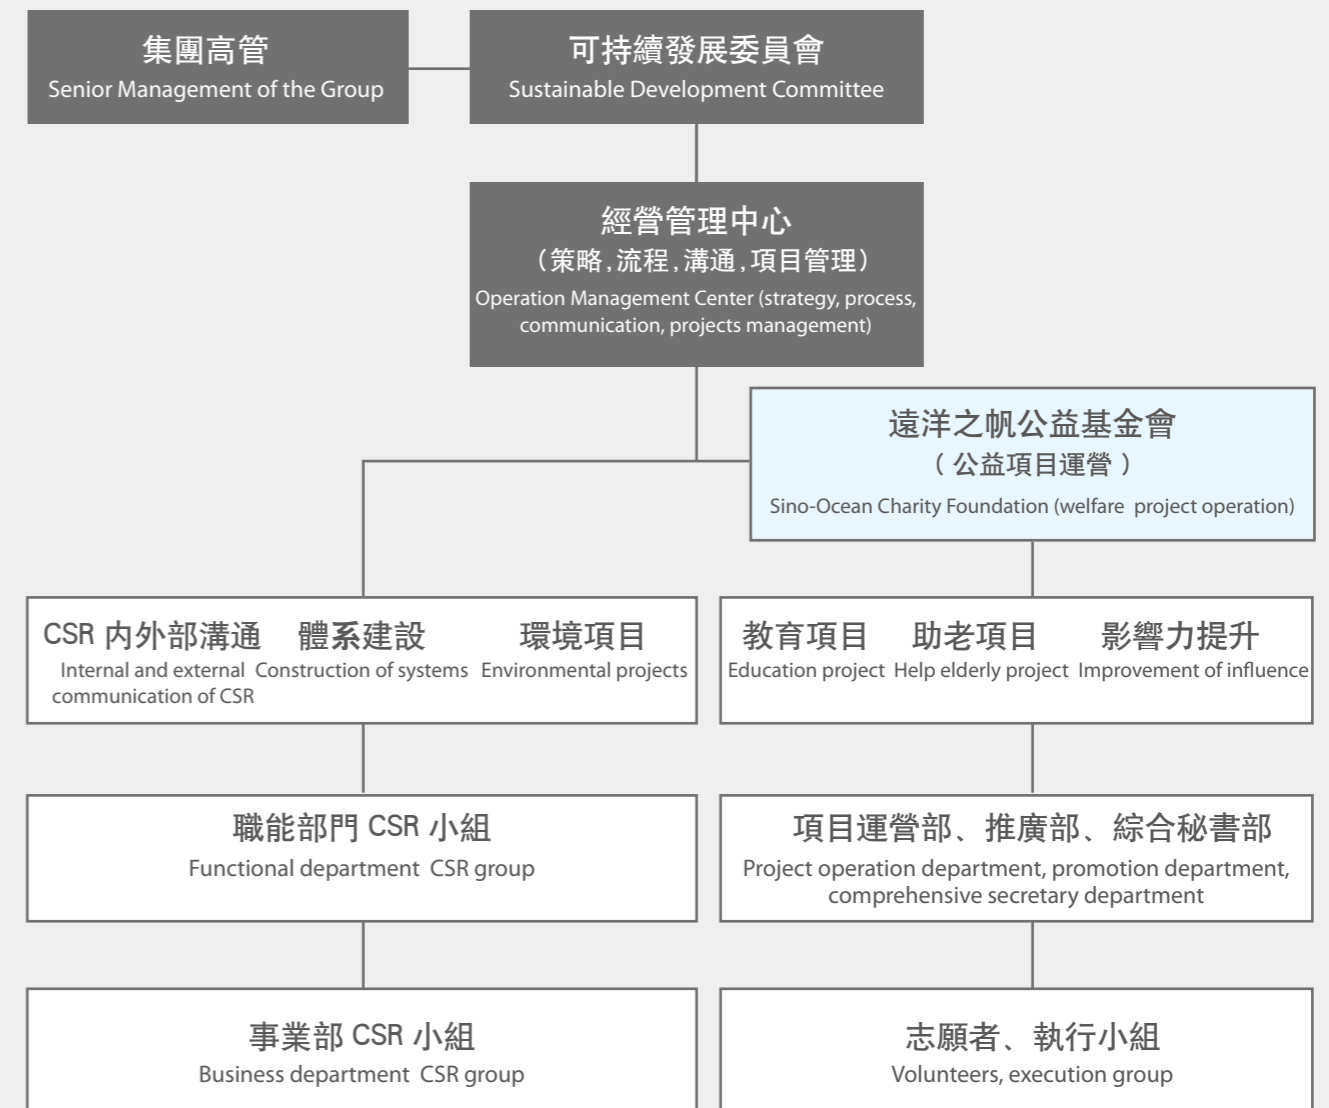 集團高管
Senior Management of the Group
可持續發展委員會
Sustainable Development Committee
經營管理中心
（策略,流程,溝通,項目管理）
Operation Management Center (strategy, process,
communication, projects management)
遠洋之帆公益基金會
（ 公益項目運營 ）
Sino-Ocean Charity Foundation (welfare project operation)
CSR 内外部溝通
Internal and external
communication of CSR
體系建設
Construction of systems
環境項目
Environmental projects
教育項目
Education project
助老項目
Help elderly project
影響力提升
Improvement of influence
職能部門 CSR 小組
Functional department CSR group
項目運營部、推廣部、綜合秘書部
Project operation department, promotion department,
comprehensive secretary department
事業部 CSR 小組
Business department CSR group
志願者、執行小組
Volunteers, execution group